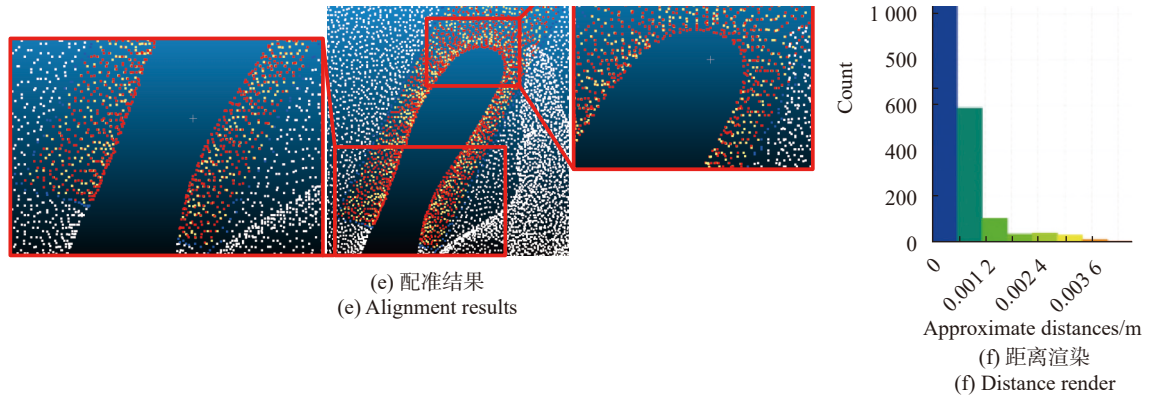 (e) 配准结果
(e) Alignment results
1 000
500
600
400
200
0
Count
0
0.001 2
0.002 4
0.003 6
Approximate distances/m
(f) 距离渲染
(f) Distance render